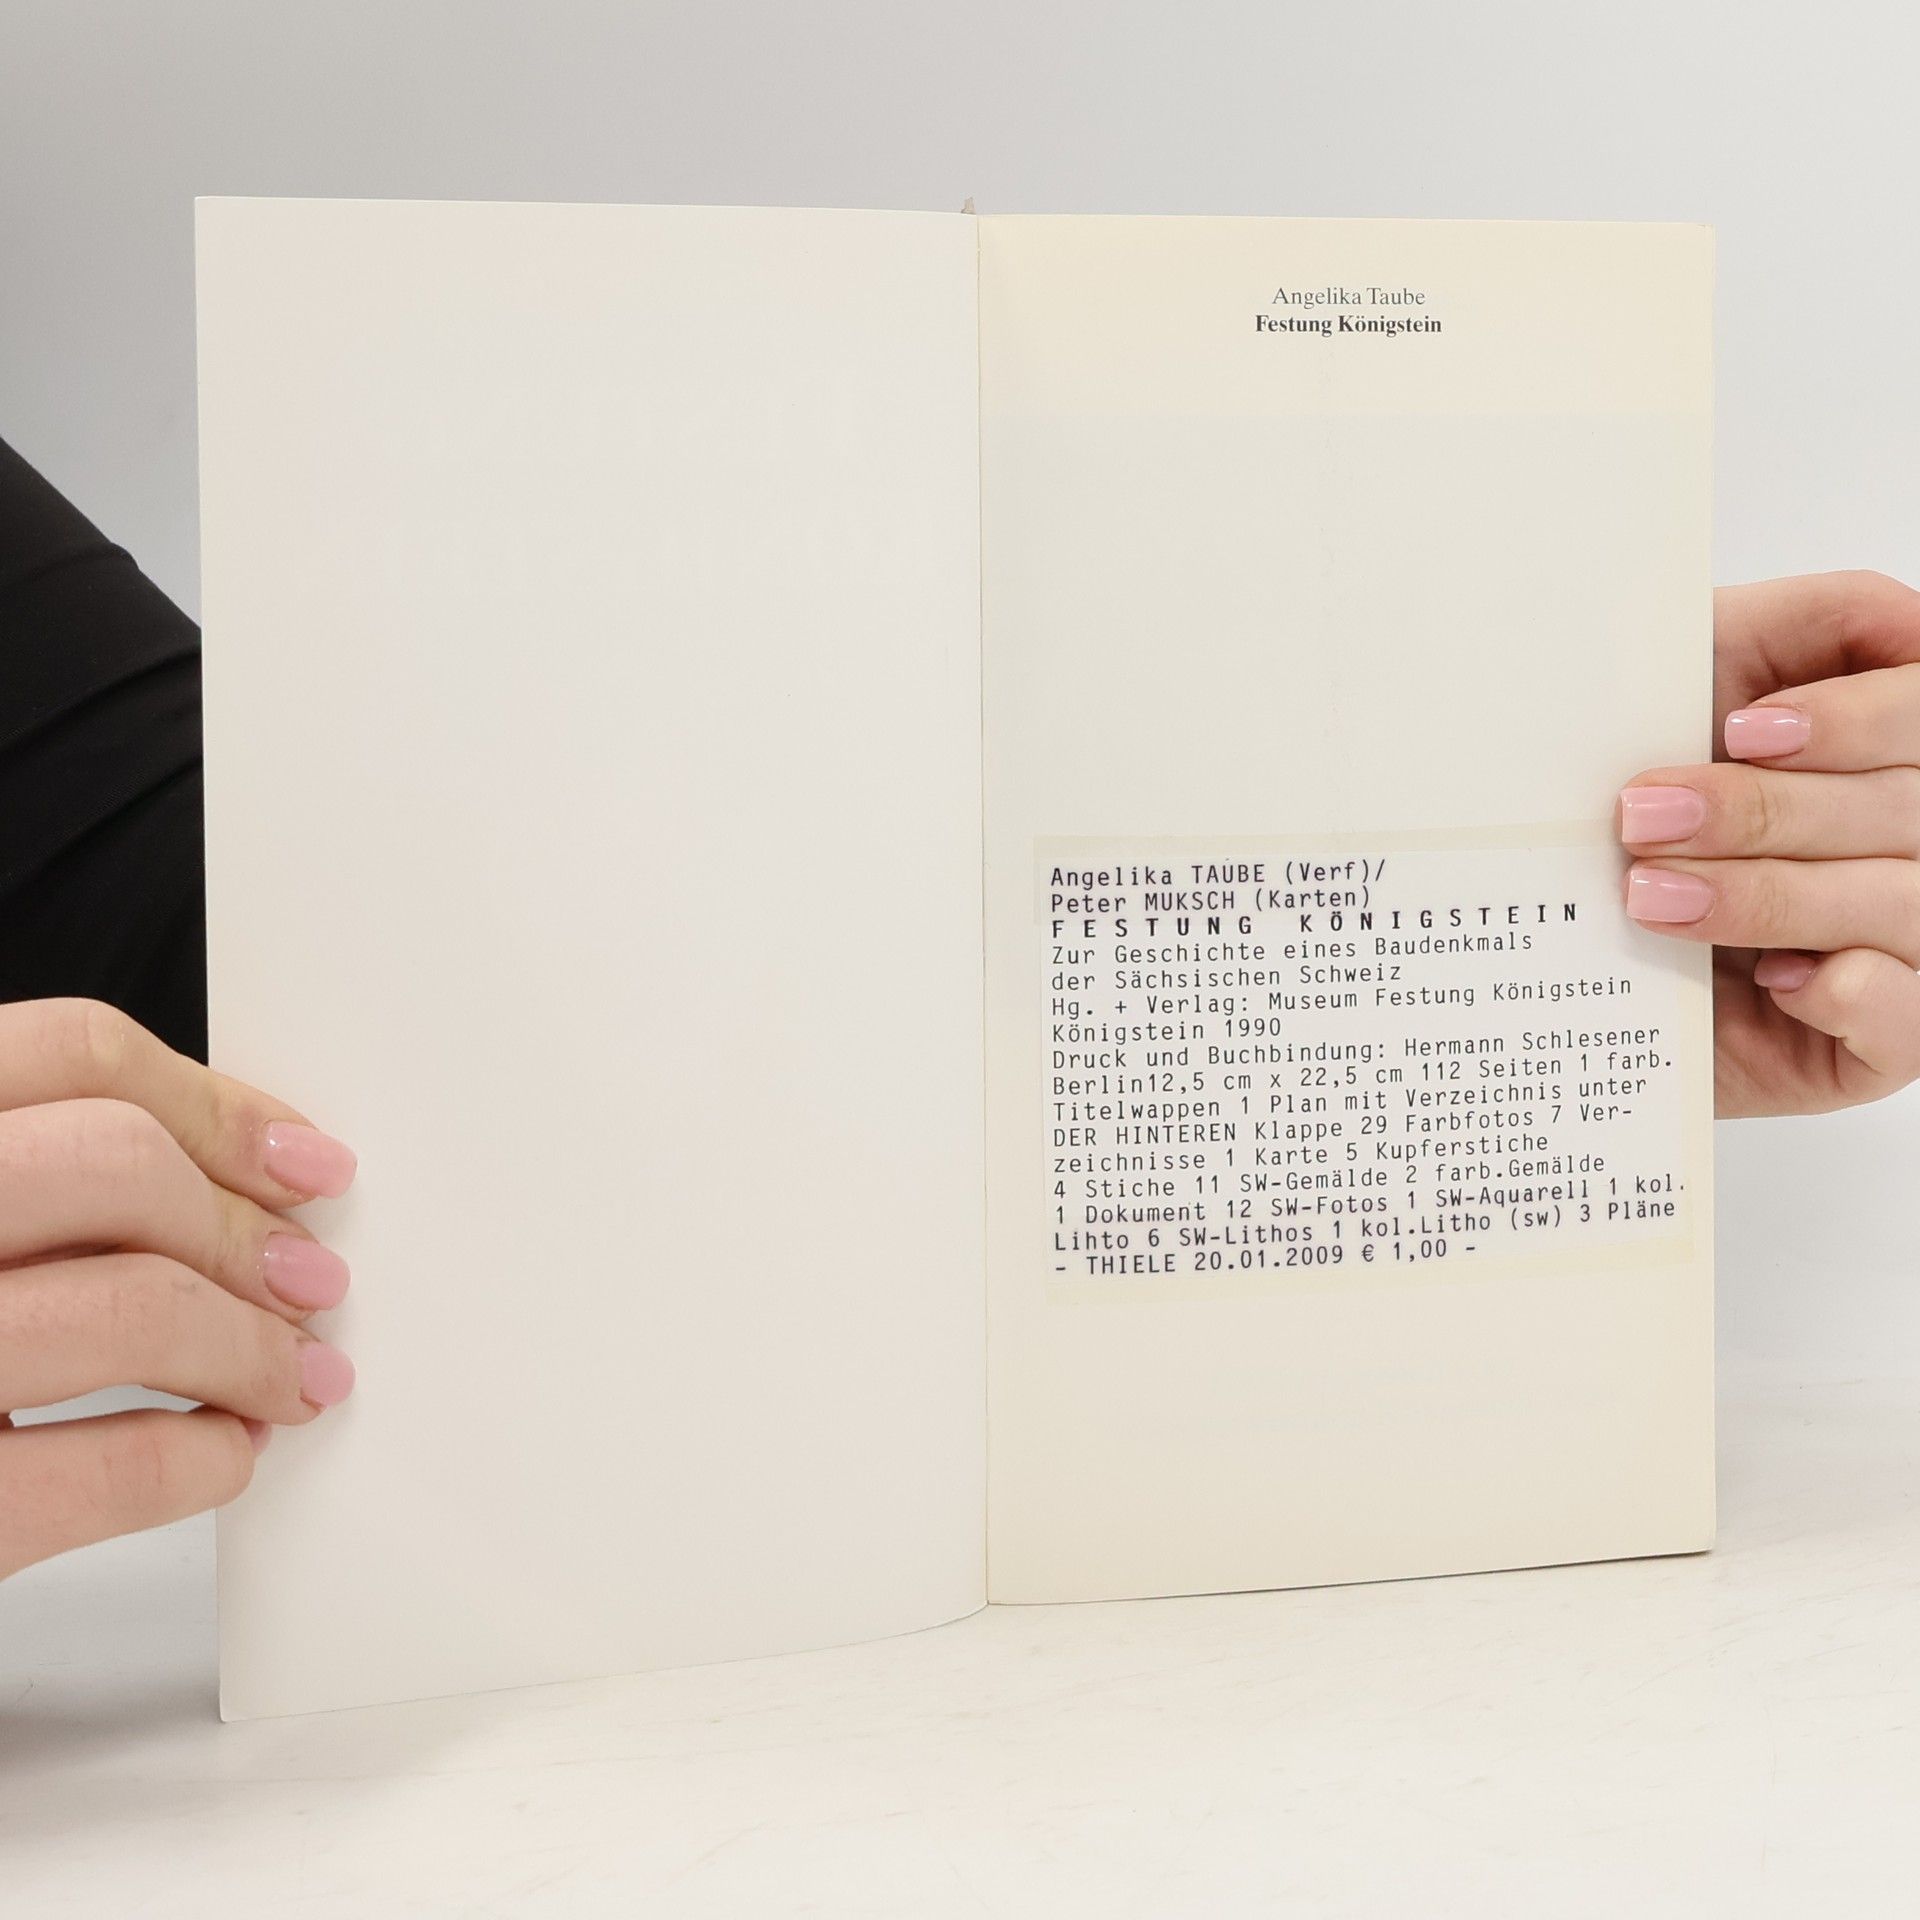 Angelika Taube
Festung Königstein
Angelika TAUBE (Verf)/
Peter MUKSCH (Karten)
FESTUNG KÖNIGSTEIN
Zur Geschichte eines Baudenkmals
der Sächsischen Schweiz
Hg. + Verlag: Museum Festung Königstein
Königstein 1990
Druck und Buchbindung: Hermann Schlesener
Berlin12,5 cm x 22,5 cm 112 Seiten 1 farb.
Titelwappen 1 Plan mit Verzeichnis unter
DER HINTEREN Klappe 29 Farbfotos 7 Ver-
zeichnisse 1 Karte 5 Kupferstiche
4 Stiche 11 SW-Gemälde 2 farb.Gemälde
1 Dokument 12 SW-Fotos 1 SW-Aquarell 1 kol.
Lihto 6 SW-Lithos 1 kol.Litho (sw) 3 Pläne
- THIELE 20.01.2009 € 1,00 -